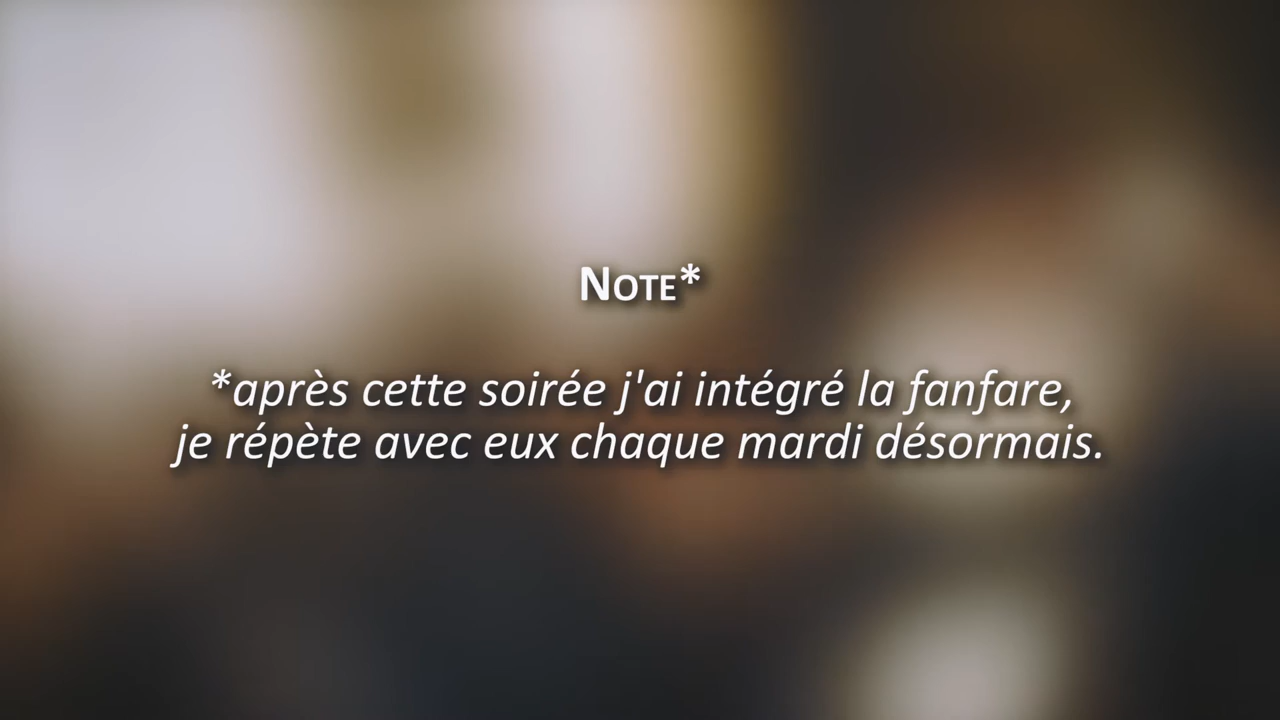 NOTE*
*après cette soirée j'ai intégré la fanfare,
je répète avec eux chaque mardi désormais.